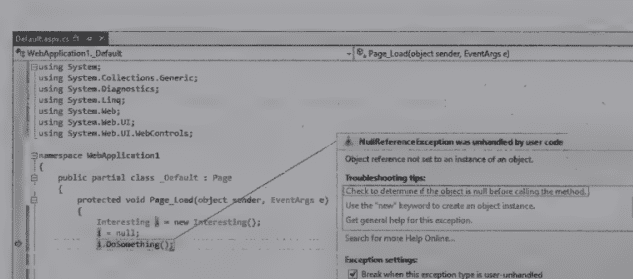 Default.aspx.cs
WebApplication1._Default
Page_Load(object sender, EventArgs e)
using System;
using System.Collections.Generic;
using System.Diagnostics;
using System.Linq;
using System.Web;
using System.Web.UI;
using System.Web.UI.WebControls;
namespace WebApplication1
{
public partial class _Default : Page
{
protected void Page_Load(object sender, EventArgs e)
{
Interesting i = new Interesting();
i = null;
i.DoSomething();
NullReferenceException was unhandled by user code
Object reference not set to an instance of an object.
Troubleshooting tips:
Check to determine if the object is null before calling the method.
Use the "new" keyword to create an object instance.
Get general help for this exception.
Search for more Help Online...
Exception settings:
Break when this exception type is user-unhandled